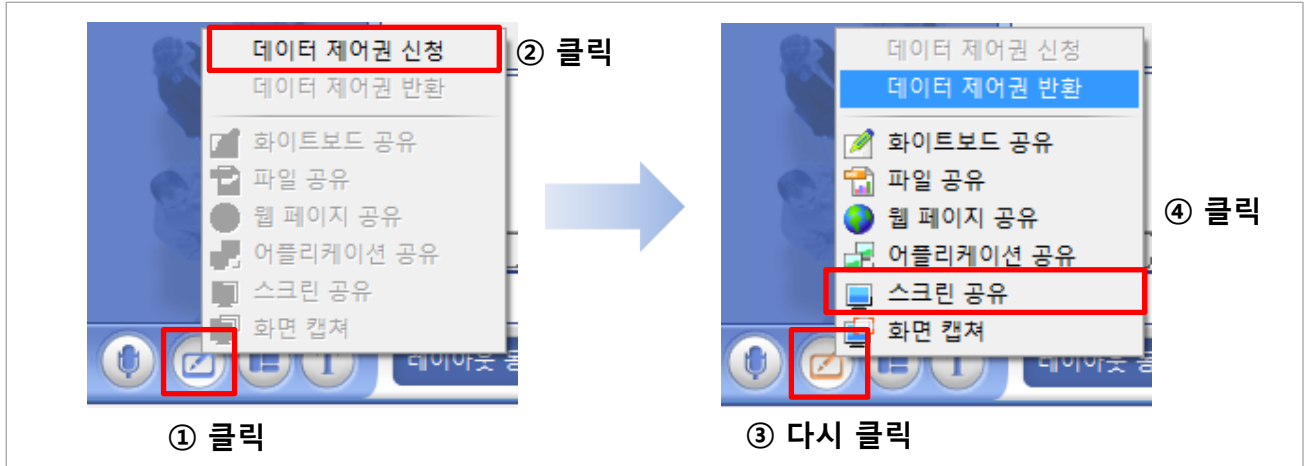 데이터 제어권 신청
② 클릭
데이터 제어권 반환
화이트보드 공유
파일 공유
웹 페이지 공유
어플리케이션 공유
스크린 공유
화면 캡쳐
① 클릭
데이터 제어권 신청
데이터 제어권 반환
화이트보드 공유
파일 공유
웹 페이지 공유
④ 클릭
어플리케이션 공유
스크린 공유
화면 캡쳐
③ 다시 클릭